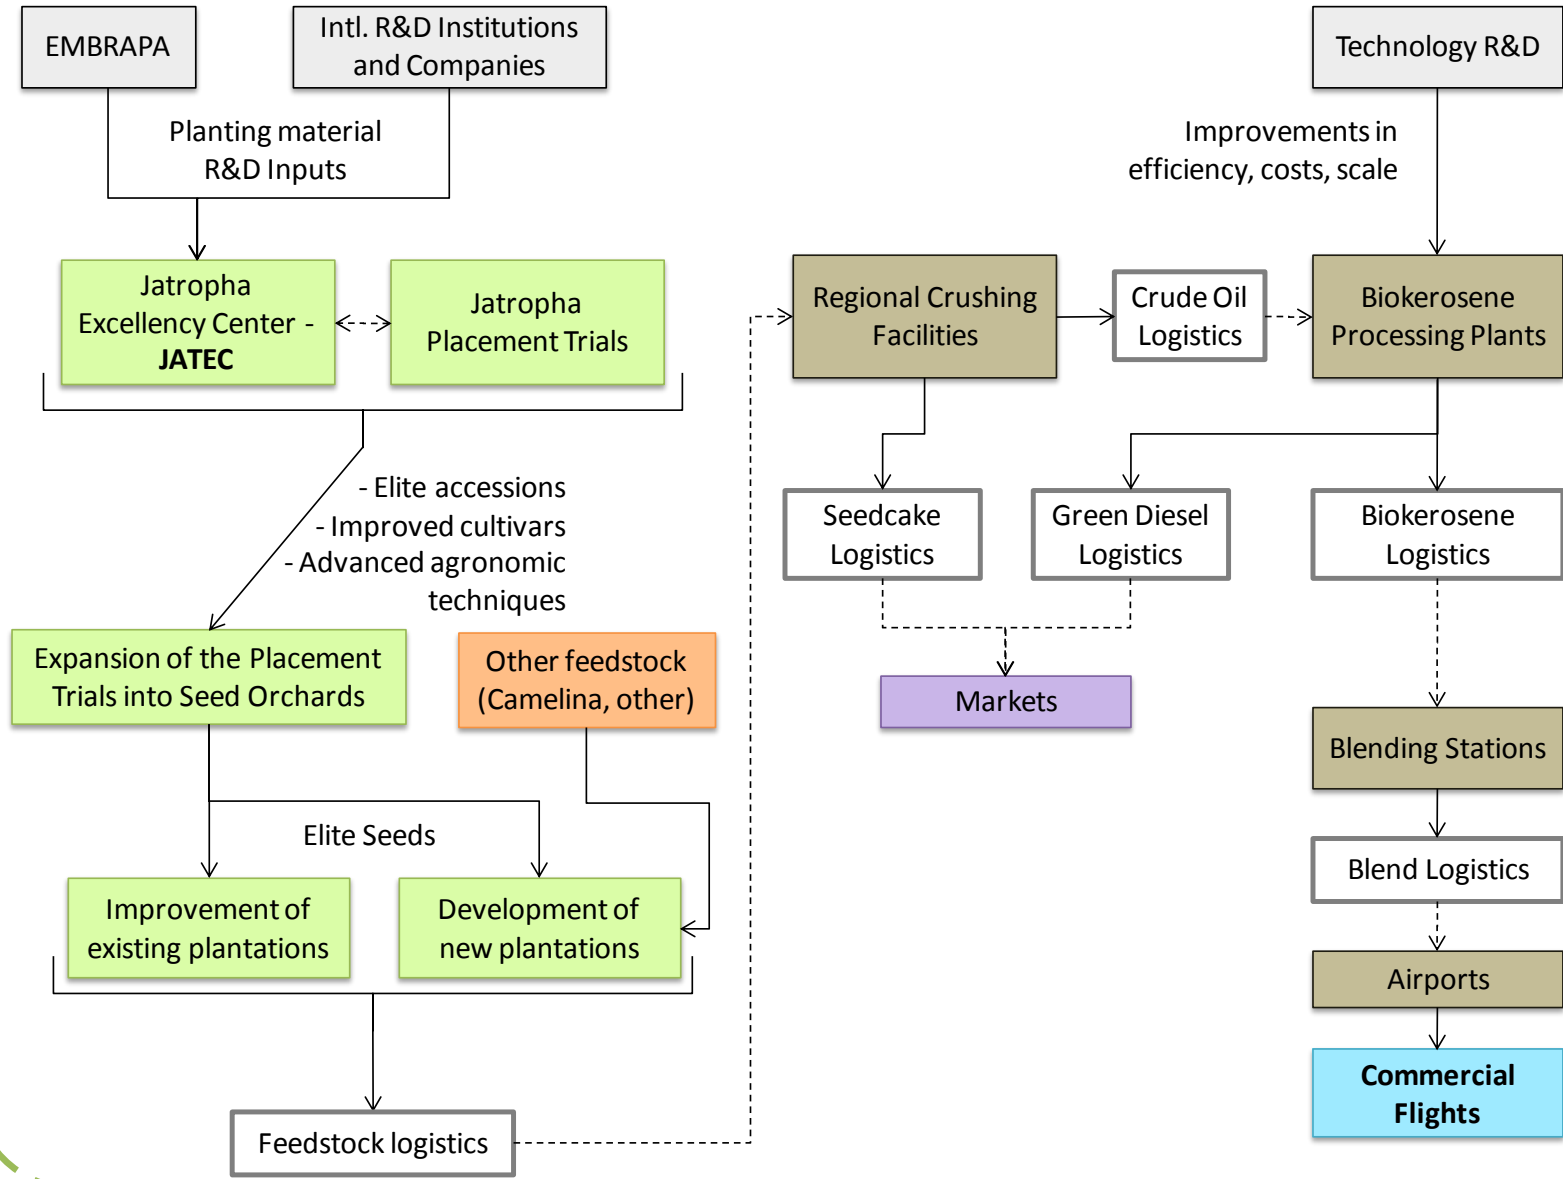 EMBRAPA
Intl. R&D Institutions
and Companies
Planting material
R&D Inputs
Jatropha
Excellency Center -
JATEC
Jatropha
Placement Trials
- Elite accessions
- Improved cultivars
- Advanced agronomic
techniques
Expansion of the Placement
Trials into Seed Orchards
Other feedstock
(Camelina, other)
Elite Seeds
Improvement of
existing plantations
Development of
new plantations
Feedstock logistics
Technology R&D
Improvements in
efficiency, costs, scale
Regional Crushing
Facilities
Crude Oil
Logistics
Biokerosene
Processing Plants
Seedcake
Logistics
Green Diesel
Logistics
Biokerosene
Logistics
Markets
Blending Stations
Blend Logistics
Airports
Commercial
Flights